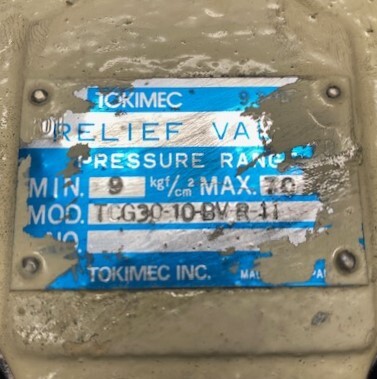 TOKIMEC
RELIEF VA
PRESSURE RANG
MIN. 9 kgf/cm² MAX. 70
MOD. TCG30-10-BV-R-11
NO.
TOKIMEC INC.